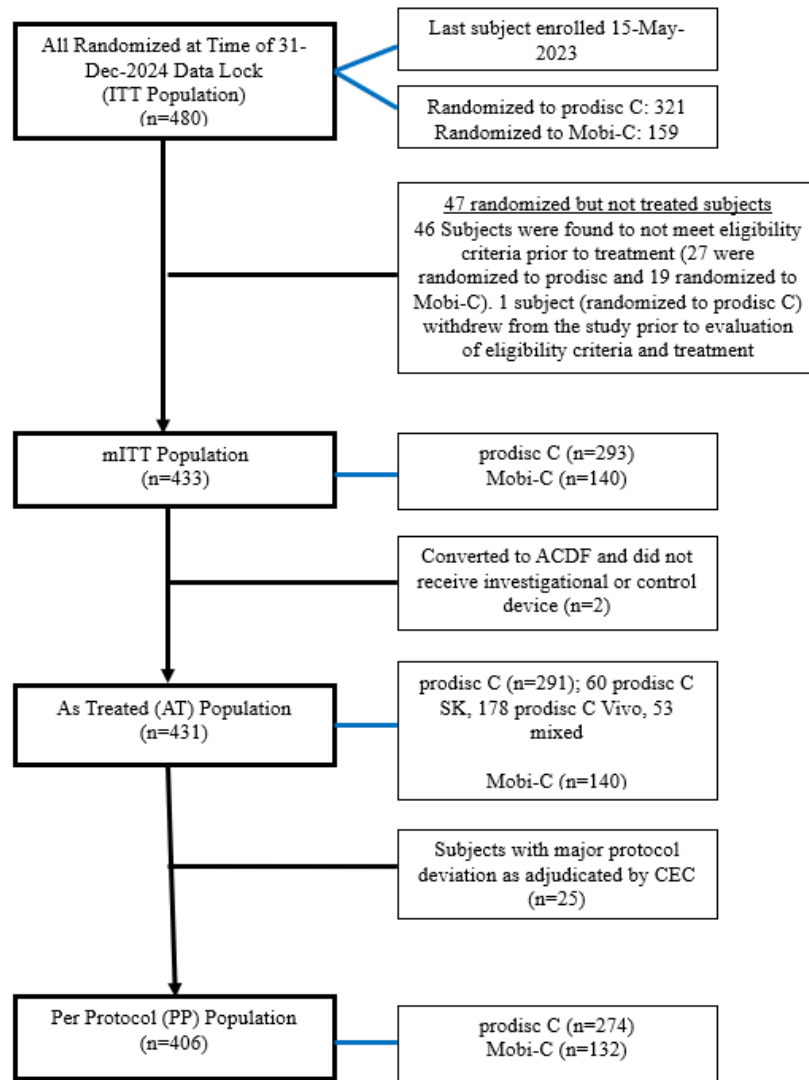 All Randomized at Time of 31-
Dec-2024 Data Lock
(ITT Population)
(n=480)
Last subject enrolled 15-May-
2023
Randomized to prodisc C: 321
Randomized to Mobi-C: 159
47 randomized but not treated subjects
46 Subjects were found to not meet eligibility
criteria prior to treatment (27 were
randomized to prodisc and 19 randomized to
Mobi-C). 1 subject (randomized to prodisc C)
withdrew from the study prior to evaluation
of eligibility criteria and treatment
mITT Population
(n=433)
prodisc C (n=293)
Mobi-C (n=140)
Converted to ACDF and did not
receive investigational or control
device (n=2)
As Treated (AT) Population
(n=431)
prodisc C (n=291); 60 prodisc C
SK, 178 prodisc C Vivo, 53
mixed
Mobi-C (n=140)
Subjects with major protocol
deviation as adjudicated by CEC
(n=25)
Per Protocol (PP) Population
(n=406)
prodisc C (n=274)
Mobi-C (n=132)